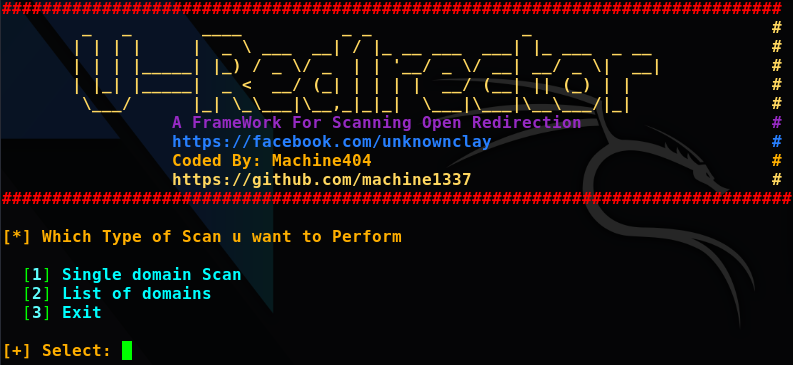 ##############################################################################
U-Redirector #
A FrameWork For Scanning Open Redirection #
https://facebook.com/unknownclay #
Coded By: Machine404 #
https://github.com/machine1337 #
###############################################################################
[*] Which Type of Scan u want to Perform
[1] Single domain Scan
[2] List of domains
[3] Exit
[+] Select: